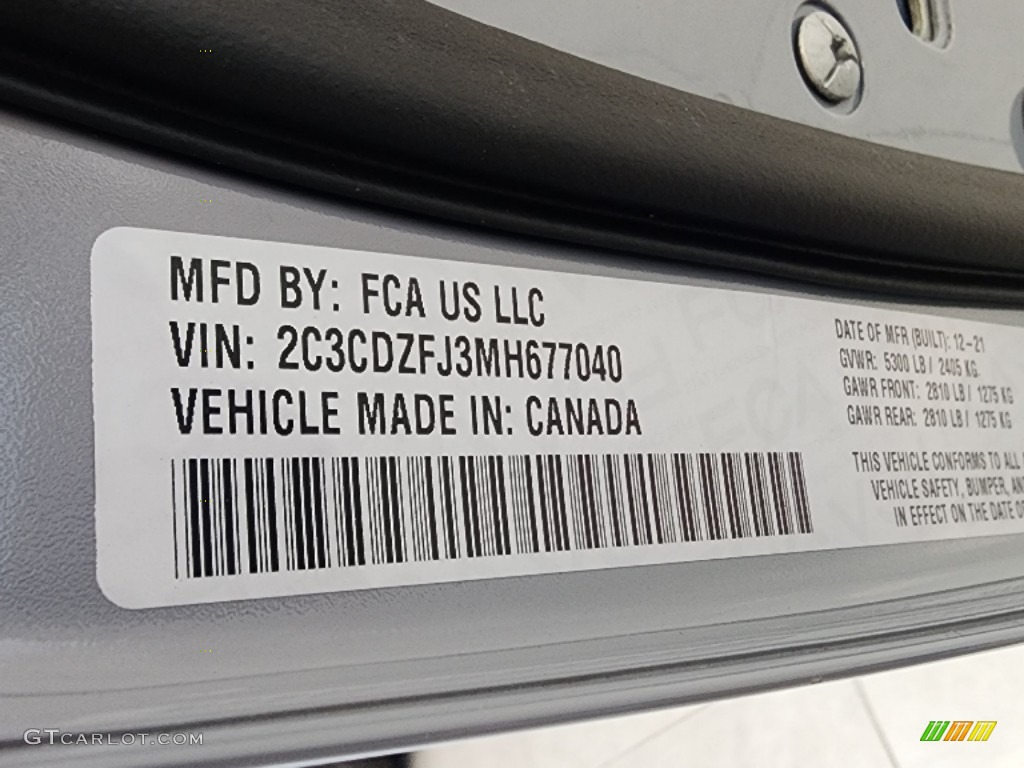 MFD BY: FCA US LLC
VIN: 2C3CDZFJ3MH677040
VEHICLE MADE IN: CANADA
DATE OF MFR (BUILT): 12-21
GVWR: 5300 LB / 2405 KG
GAWR FRONT: 2810 LB / 1275 KG
GAWR REAR: 2810 LB / 1275 KG
THIS VEHICLE CONFORMS TO ALL
VEHICLE SAFETY, BUMPER, AN
IN EFFECT ON THE DATE O
GTCARLOT.COM